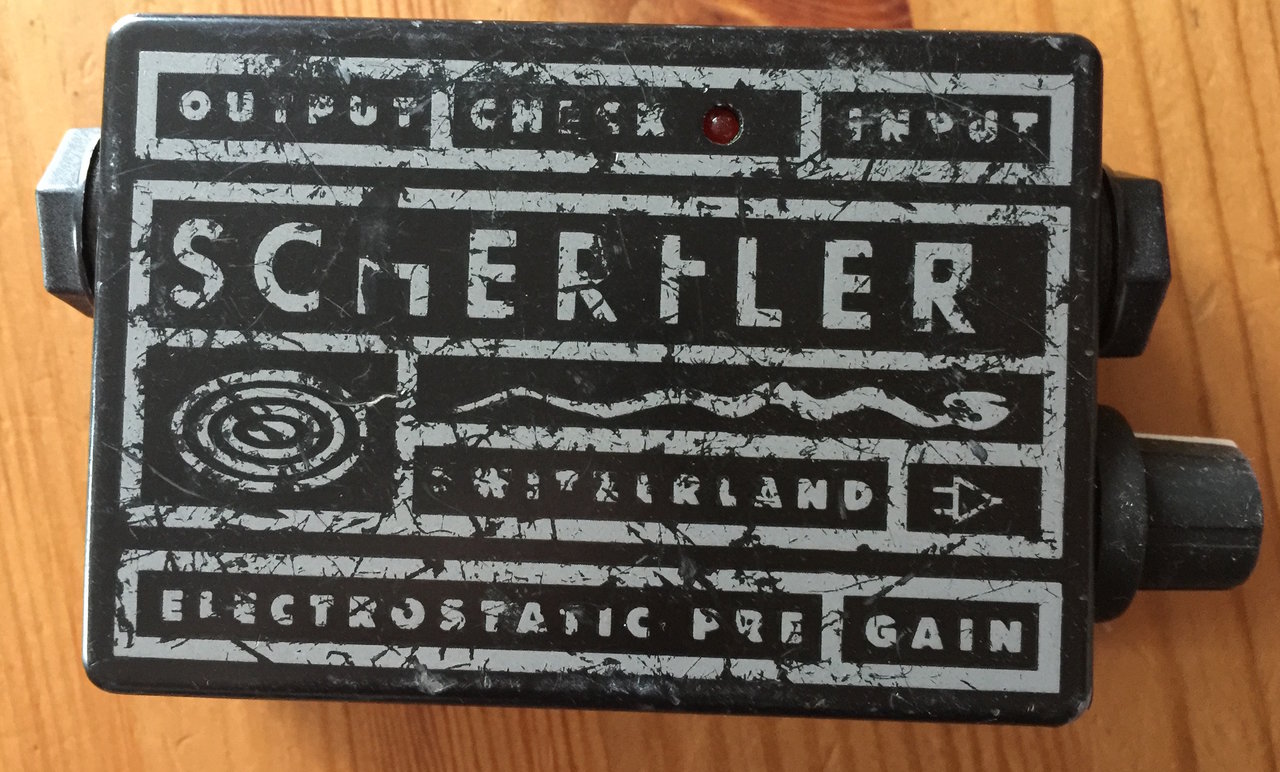 OUTPUT CHECK INPUT
SCHERTLER
S
SWITZERLAND
ELECTROSTATIC PRE GAIN